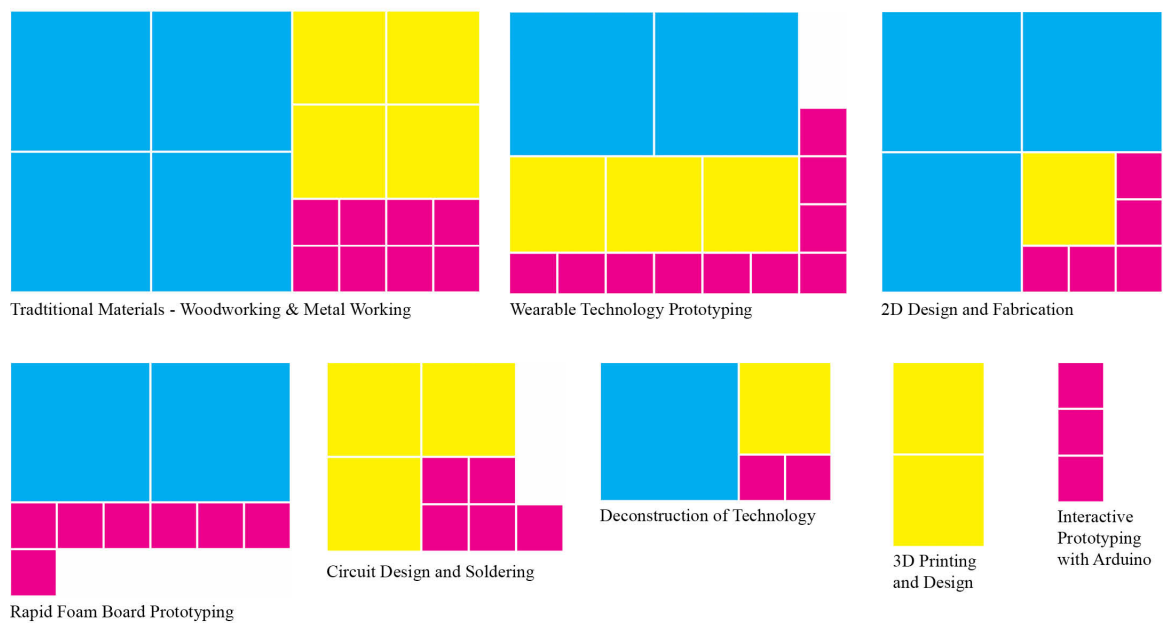 Tradtitional Materials - Woodworking & Metal Working
Wearable Technology Prototyping
2D Design and Fabrication
Rapid Foam Board Prototyping
Circuit Design and Soldering
Deconstruction of Technology
3D Printing
and Design
Interactive
Prototyping
with Arduino